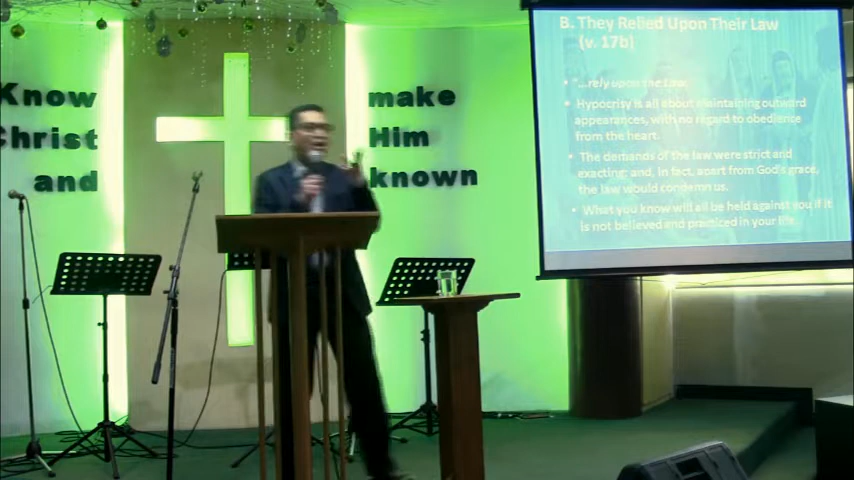 Know
Christ
and
make
Him
known
B. They Relied Upon Their Law
(v. 17b)
• "...rely upon the Law.
• Hypocrisy is all about maintaining outward
appearances, with no regard to obedience
from the heart.
• The demands of the law were strict and
exacting; and, in fact, apart from God's grace,
the law would condemn us.
• What you know will all be held against you if it
is not believed and practiced in your life.